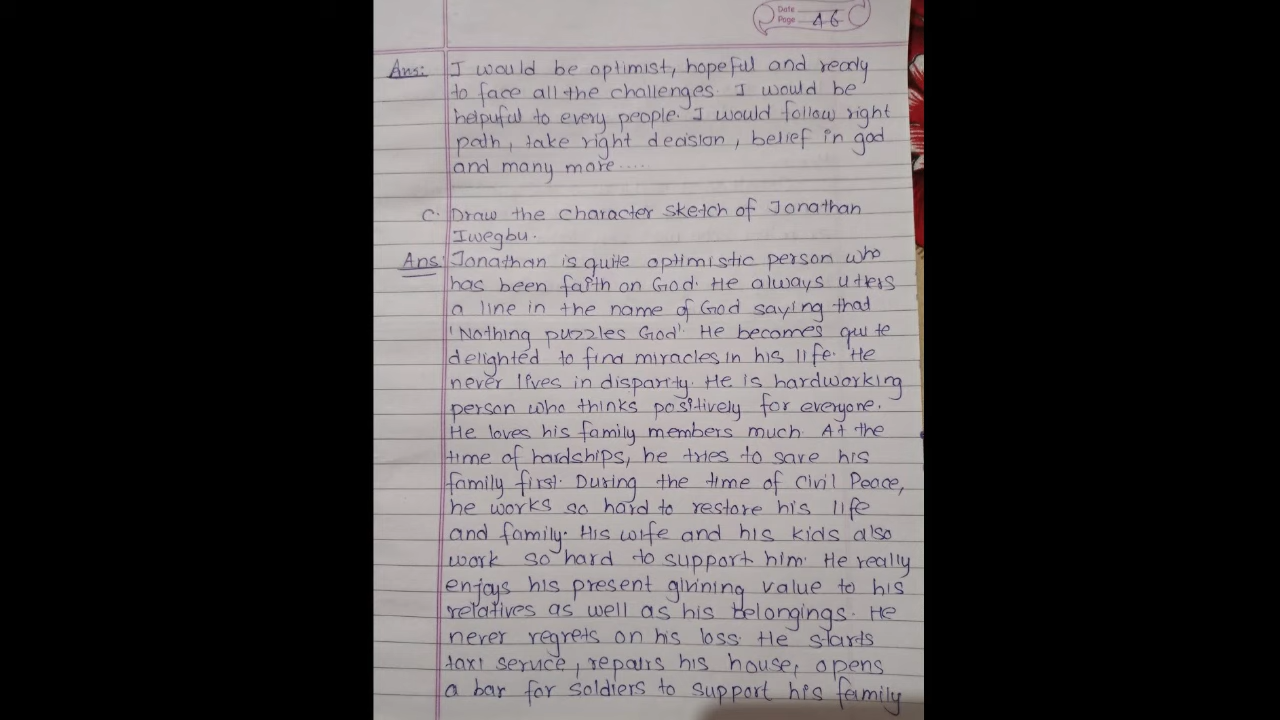 Date
Page 46
Ans: I would be optimist, hopeful and ready
to face all the challenges. I would be
helpuful to every people. I would follow right
path, take right decision, belief in god
and many more.....
C. Draw the character sketch of Jonathan
Iwegbu.
Ans: Jonathan is quite optimistic person who
has been faith on God. He always utters
a line in the name of God saying that
'Nothing puzzles God'. He becomes quite
delighted to find miracles in his life. He
never lives in disparity. He is hardworking
person who thinks positively for everyone.
He loves his family members much. At the
time of hardships, he tries to save his
family first. During the time of Civil Peace,
he works so hard to restore his life
and family. His wife and his kids also
work so hard to support him. He really
enjoys his present givining value to his
relatives as well as his belongings. He
never regrets on his loss. He starts
taxi service, repairs his house, opens
a bar for soldiers to support his family